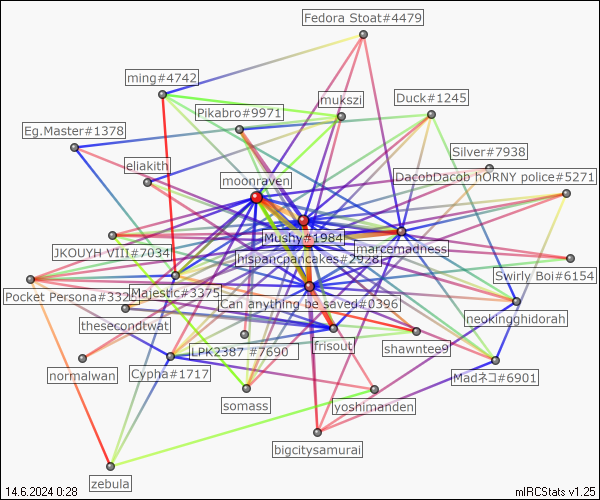 Fedora Stoat#4479
ming#4742
mukszi
Duck#1245
Pikabro#9971
Eg.Master#1378
Silver#7938
eliakith
DacobDacob hORNY police#5271
moonraven
Mushy#1984
marcemadness
JKOUYH VIII#7034
hispancpancakes#2928
Swirly Boi#6154
Pocket Persona#332
Majestic#3375
Can anything be saved#0396
thesecondtwat
neokingghidorah
frisout
shawntee9
LPK2387 #7690
normalwan
Cypha#1717
Madネコ#6901
somass
yoshimanden
bigcitysamurai
zebula
14.6.2024 0:28
mIRCStats v1.25